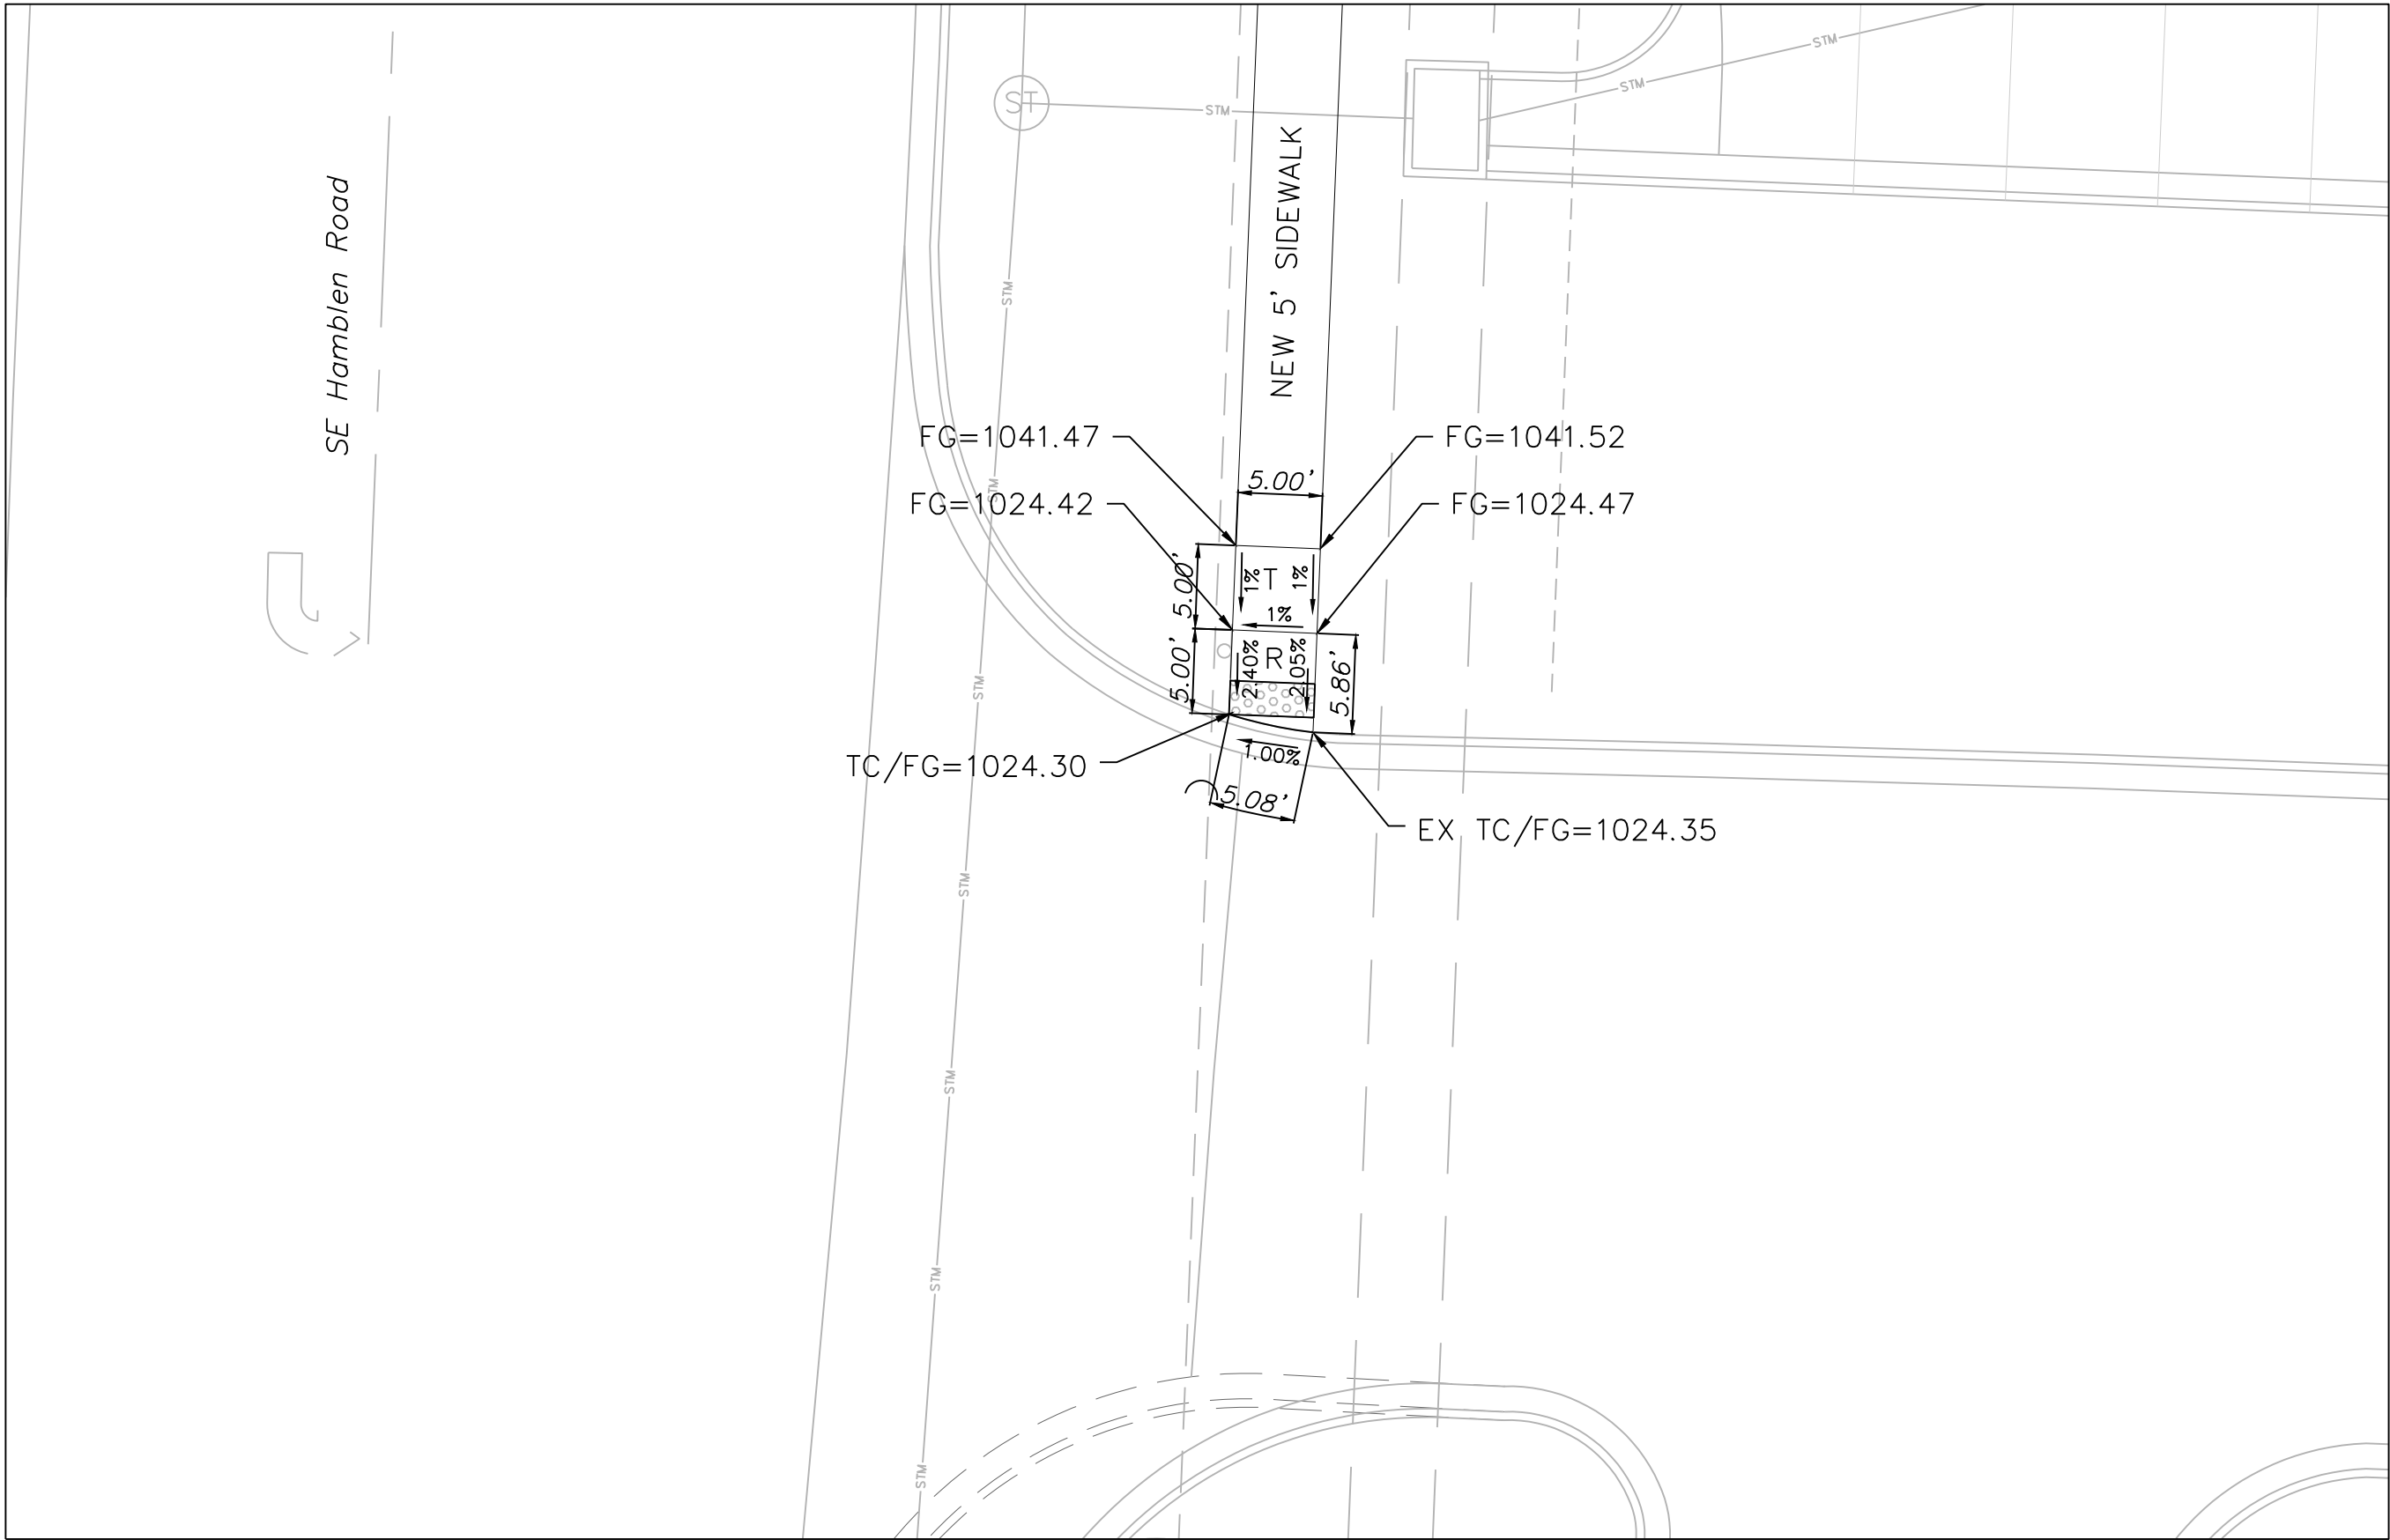 STM
STM
ST
STM
NEW 5' SIDEWALK
SE Hamblen Road
STM
FG=1041.47
FG=1041.52
5.00'
STM
FG=1024.42
FG=1024.47
5.00'
1%
T
1%
1%
5.00'
2.40%
R
2.05%
5.86'
STM
TC/FG=1024.30
1.00%
5.08'
EX TC/FG=1024.35
STM
STM
STM
STM